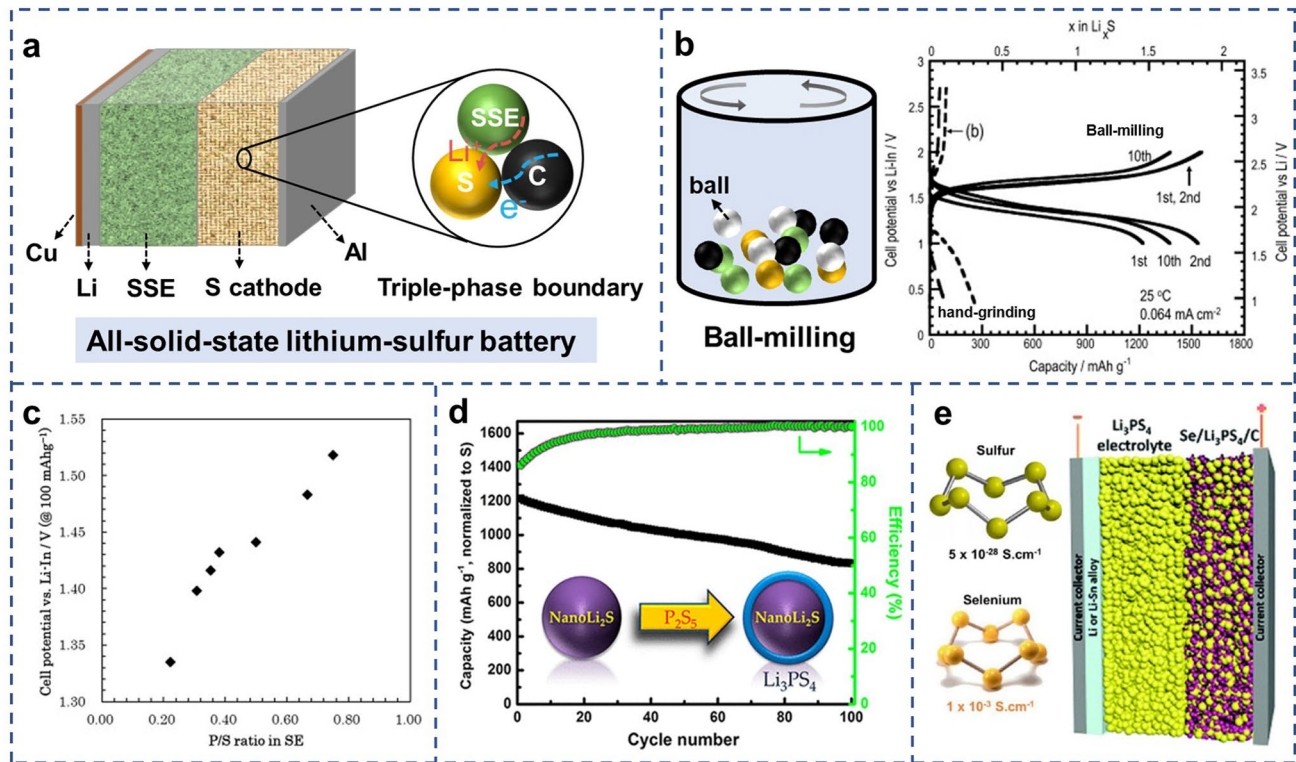 a
SSE
Li⁺
S
C
e⁻
Cu
Li
SSE
S cathode
Al
Triple-phase boundary
All-solid-state lithium-sulfur battery
b
ball
Ball-milling
x in LiₓS
0 0.5 1 1.5 2
Cell potential vs Li-In / V
3
2.5
2
1.5
1
0.5
0
(b)
Ball-milling
10th
1st, 2nd
1st 10th 2nd
hand-grinding
25 °C
0.064 mA cm⁻²
3.5
3
2.5
2
1.5
1
Cell potential vs Li / V
0 300 600 900 1200 1500 1800
Capacity / mAh g⁻¹
c
Cell potential vs. Li-In / V (@ 100 mAhg⁻¹)
1.55
1.50
1.45
1.40
1.35
1.30
0.00 0.20 0.40 0.60 0.80 1.00
P/S ratio in SE
d
Capacity (mAh g⁻¹, normalized to S)
1600
1400
1200
1000
800
600
400
200
0
NanoLi₂S
P₂S₅
NanoLi₂S
Li₃PS₄
100
80
60
40
20
0
Efficiency (%)
0 20 40 60 80 100
Cycle number
e
Sulfur
5 x 10⁻²⁸ S.cm⁻¹
Selenium
1 x 10⁻³ S.cm⁻¹
-
+
Li₃PS₄
electrolyte
Se/Li₃PS₄/C
Current collector
Li or Li-Sn alloy
Current collector